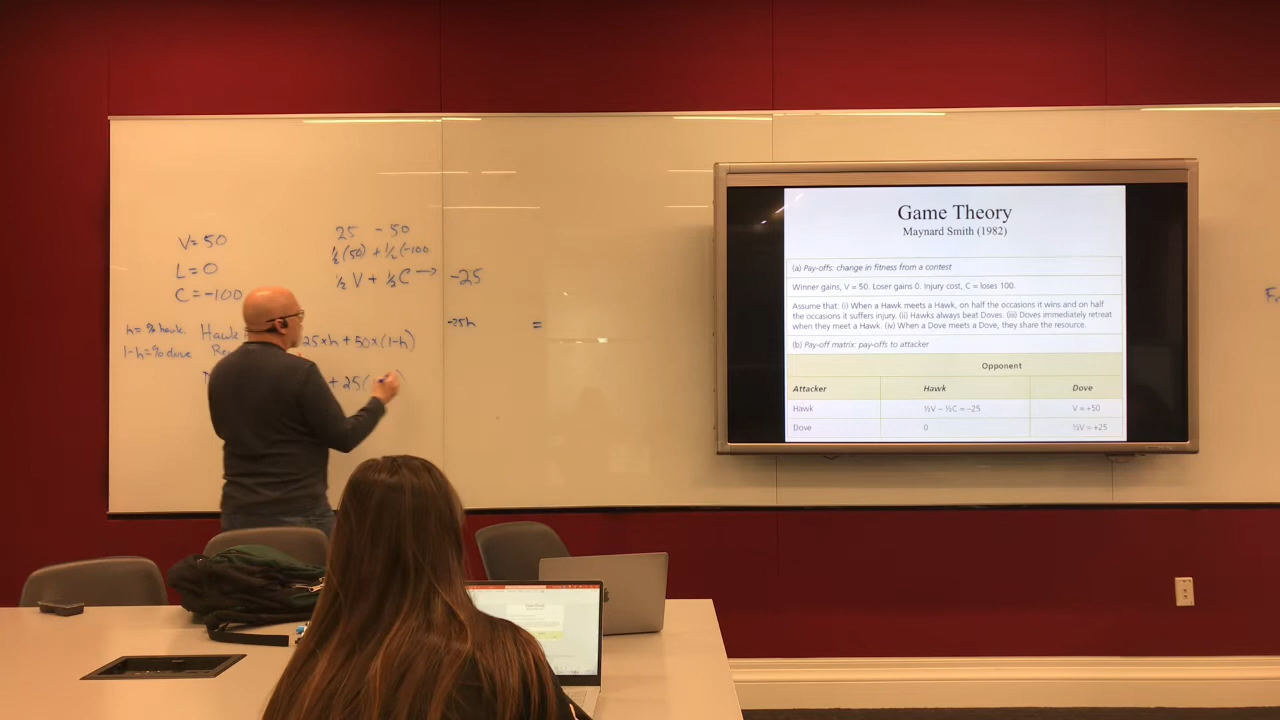 V= 50
L= 0
C= -100
25 - 50
½(50) + ½(-100
½ V + ½ C → -25
h= % hawk
1-h= % dove
Hawk
25xh + 50x(1-h)
+ 25(
-25h =
Game Theory
Maynard Smith (1982)
(a) Pay-offs: change in fitness from a contest
Winner gains, V = 50. Loser gains 0. Injury cost, C = loses 100.
Assume that: (i) When a Hawk meets a Hawk, on half the occasions it wins and on half
the occasions it suffers injury. (ii) Hawks always beat Doves. (iii) Doves immediately retreat
when they meet a Hawk. (iv) When a Dove meets a Dove, they share the resource.
(b) Pay-off matrix: pay-offs to attacker
Opponent
Attacker Hawk Dove
Hawk ½V – ½C = –25 V = +50
Dove 0 ½V = +25